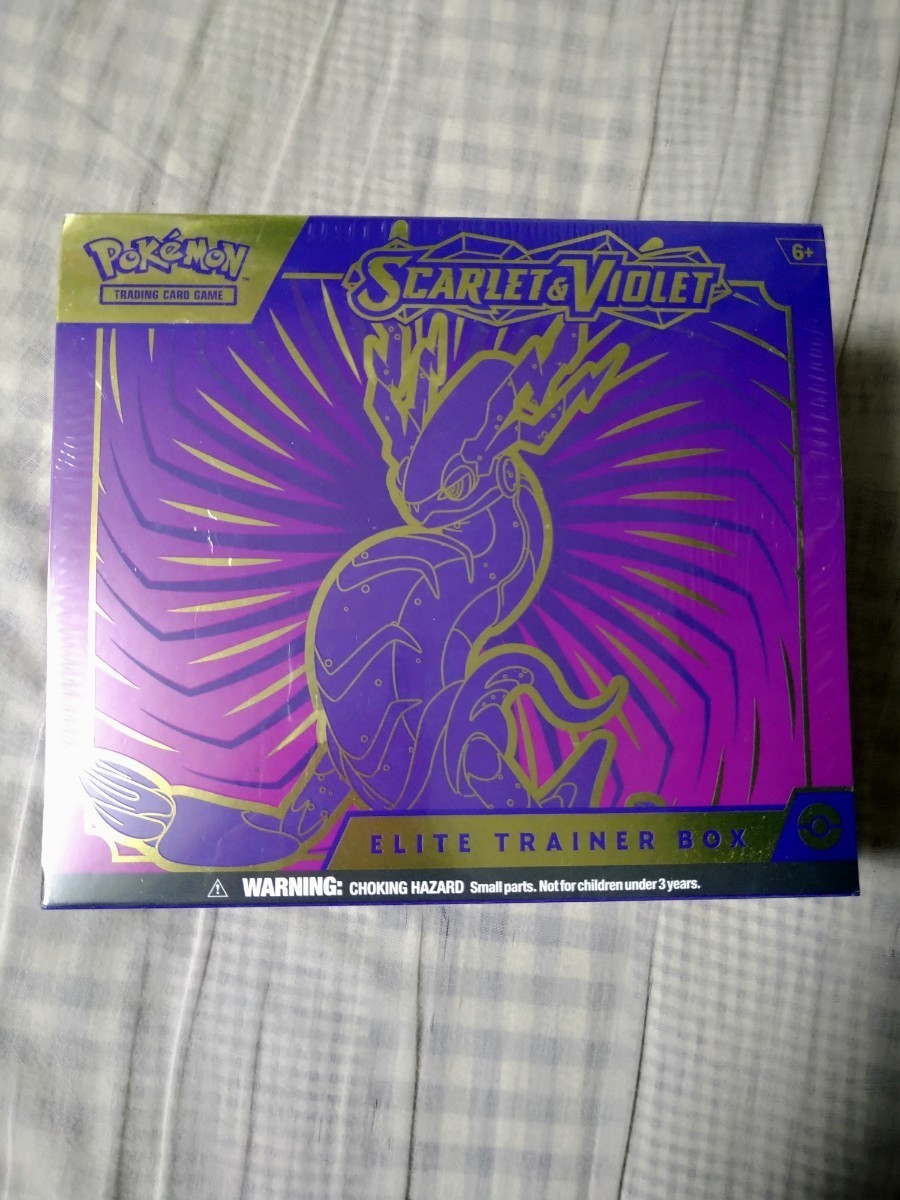 POKéMON™
TRADING CARD GAME
SCARLET & VIOLET
6+
ELITE TRAINER BOX
WARNING: CHOKING HAZARD Small parts. Not for children under 3 years.